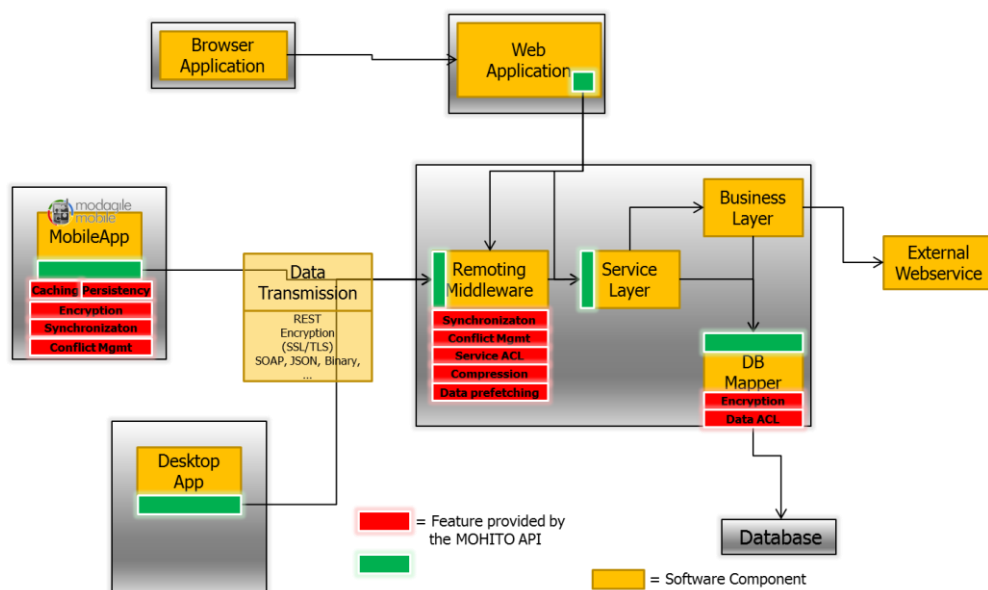 Browser
Application
Web
Application
modagile
mobile
MobileApp
Caching Persistency
Encryption
Synchronizaton
Conflict Mgmt
Data
Transmission
REST
Encryption
(SSL/TLS)
SOAP, JSON, Binary,
...
Remoting
Middleware
Synchronizaton
Conflict Mgmt
Service ACL
Compression
Data prefetching
Service
Layer
Business
Layer
External
Webservice
DB
Mapper
Encryption
Data ACL
Desktop
App
Database
= Feature provided by
the MOHITO API
= Software Component